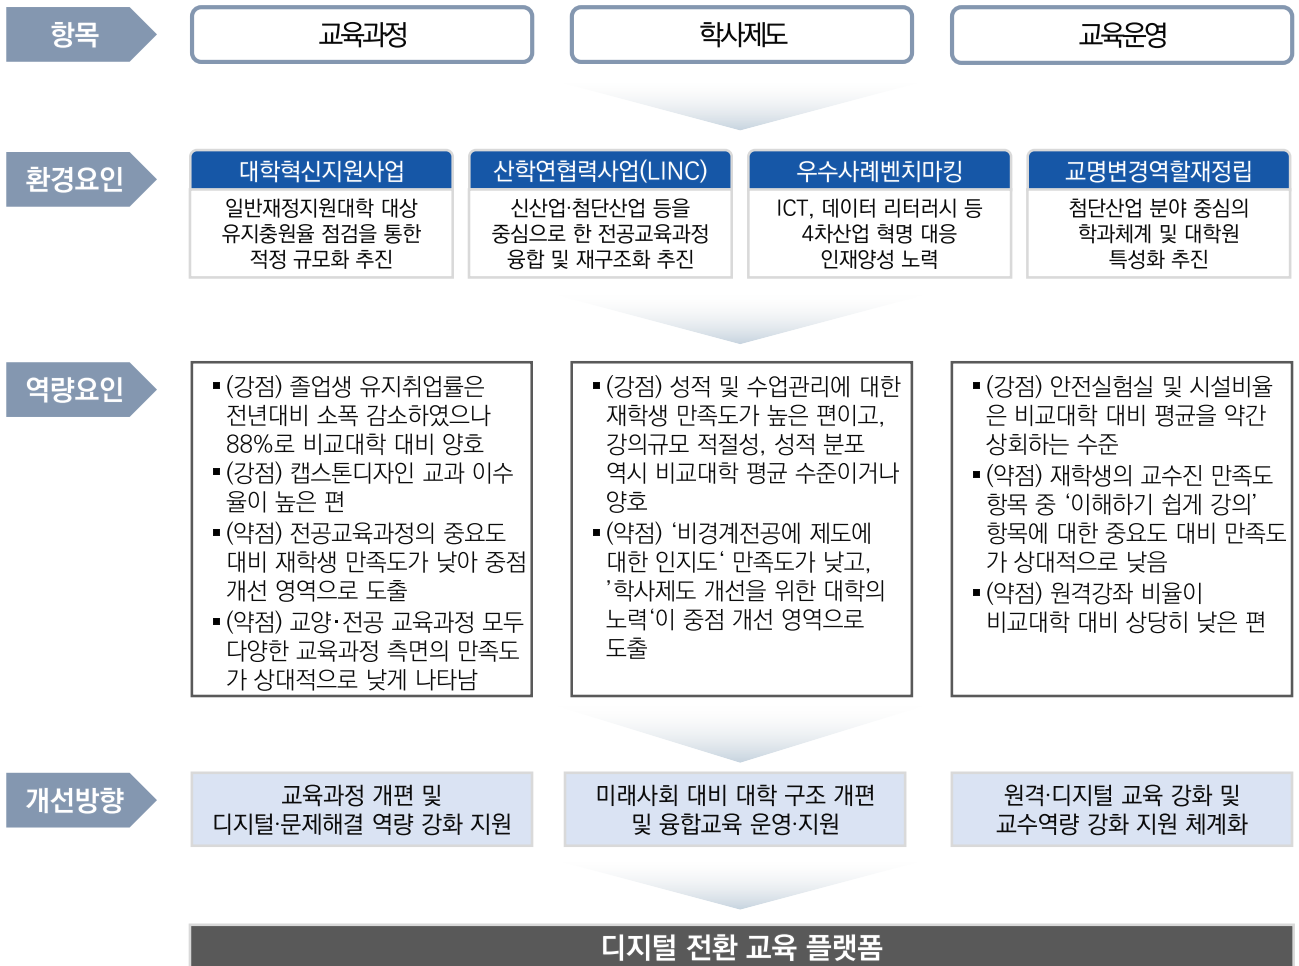 항목
교육과정
학사제도
교육운영
환경요인
대학혁신지원사업
일반재정지원대학 대상
유지충원율 점검을 통한
적정 규모화 추진
산학연협력사업(LINC)
신산업·첨단산업 등을
중심으로 한 전공교육과정
융합 및 재구조화 추진
우수사례벤치마킹
ICT, 데이터 리터러시 등
4차산업 혁명 대응
인재양성 노력
교명변경역할재정립
첨단산업 분야 중심의
학과체계 및 대학원
특성화 추진
역량요인
▪ (강점) 졸업생 유지취업률은
전년대비 소폭 감소하였으나
88%로 비교대학 대비 양호
▪ (강점) 캡스톤디자인 교과 이수
율이 높은 편
▪ (약점) 전공교육과정의 중요도
대비 재학생 만족도가 낮아 중점
개선 영역으로 도출
▪ (약점) 교양·전공 교육과정 모두
다양한 교육과정 측면의 만족도
가 상대적으로 낮게 나타남
▪ (강점) 성적 및 수업관리에 대한
재학생 만족도가 높은 편이고,
강의규모 적절성, 성적 분포
역시 비교대학 평균 수준이거나
양호
▪ (약점) ‘비경계전공에 제도에
대한 인지도‘ 만족도가 낮고,
’학사제도 개선을 위한 대학의
노력‘이 중점 개선 영역으로
도출
▪ (강점) 안전실험실 및 시설비율
은 비교대학 대비 평균을 약간
상회하는 수준
▪ (약점) 재학생의 교수진 만족도
항목 중 ‘이해하기 쉽게 강의’
항목에 대한 중요도 대비 만족도
가 상대적으로 낮음
▪ (약점) 원격강좌 비율이
비교대학 대비 상당히 낮은 편
개선방향
교육과정 개편 및
디지털·문제해결 역량 강화 지원
미래사회 대비 대학 구조 개편
및 융합교육 운영·지원
원격·디지털 교육 강화 및
교수역량 강화 지원 체계화
디지털 전환 교육 플랫폼